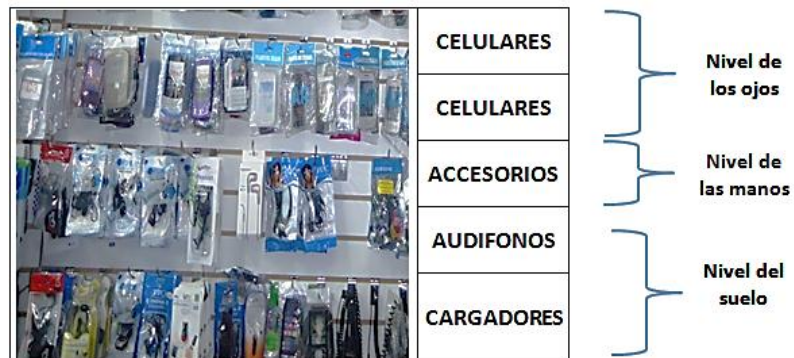 CELULARES
CELULARES
ACCESORIOS
AUDIFONOS
CARGADORES
Nivel de
los ojos
Nivel de
las manos
Nivel del
suelo